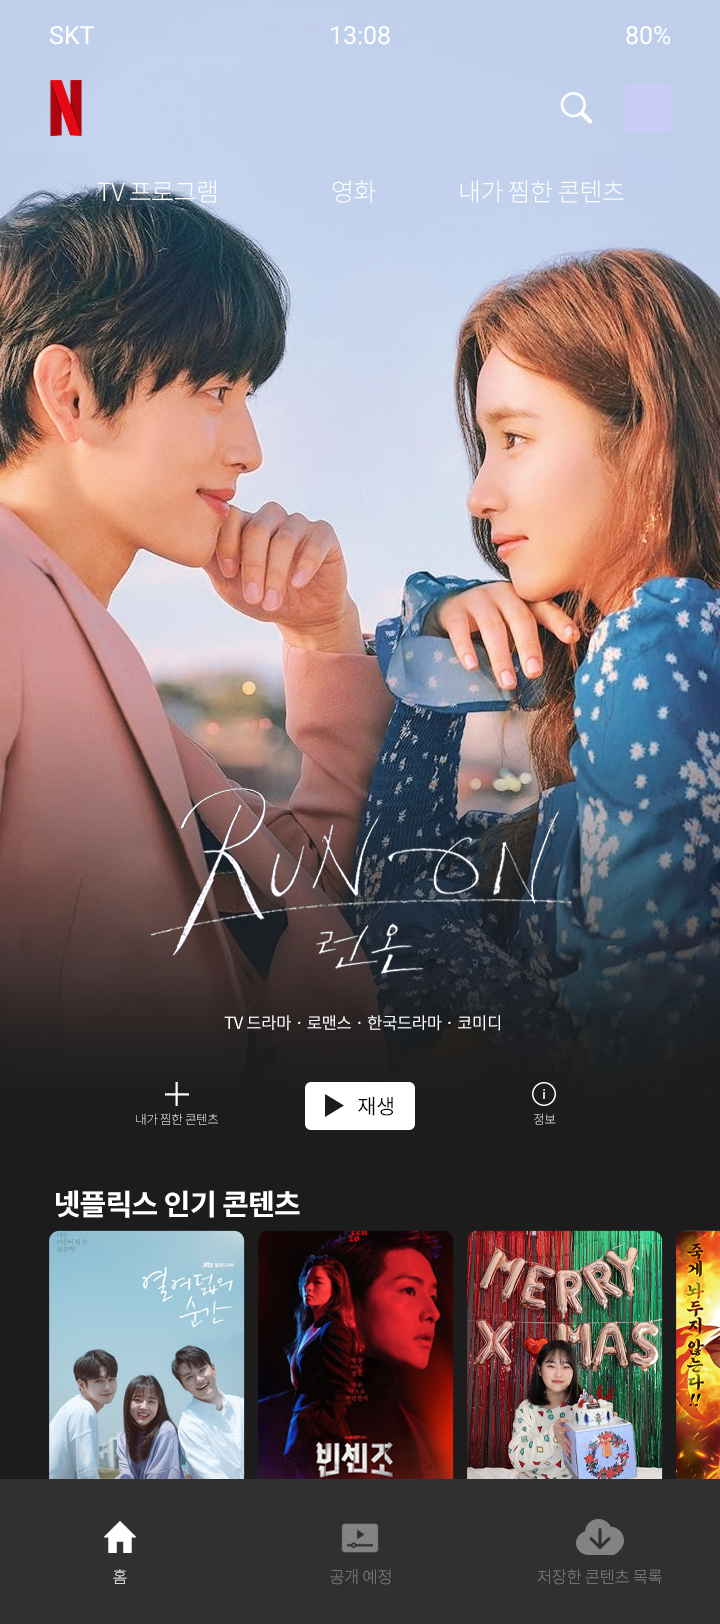 SKT 13:08 80%
N
TV 프로그램 영화 내가 찜한 콘텐츠
RUN ON
런 온
TV 드라마 · 로맨스 · 한국드라마 · 코미디
내가 찜한 콘텐츠 재생 정보
넷플릭스 인기 콘텐츠
열여덟의
순간
빈센조
MERRY
X MAS
죽게 놔두지 않는다!!
홈 공개 예정 저장한 콘텐츠 목록